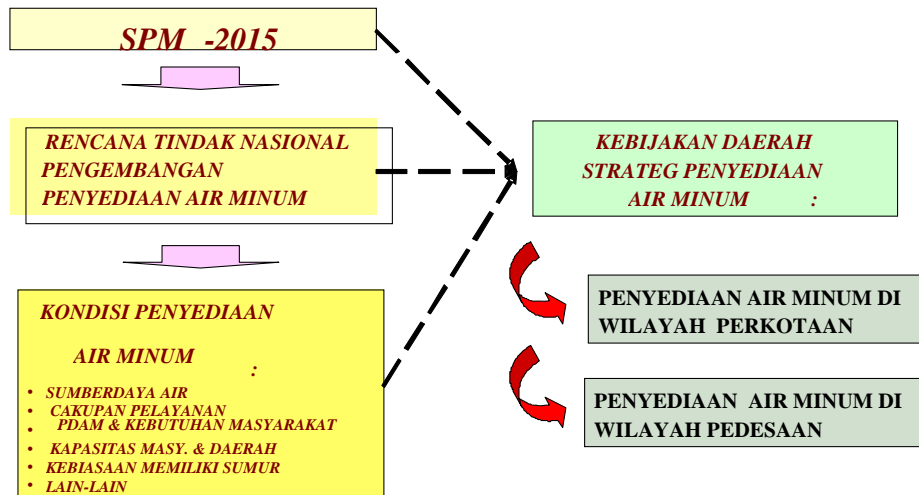 SPM -2015
RENCANA TINDAK NASIONAL
PENGEMBANGAN
PENYEDIAAN AIR MINUM
KONDISI PENYEDIAAN
AIR MINUM :
• SUMBERDAYA AIR
• CAKUPAN PELAYANAN
• PDAM & KEBUTUHAN MASYARAKAT
• KAPASITAS MASY. & DAERAH
• KEBIASAAN MEMILIKI SUMUR
• LAIN-LAIN
KEBIJAKAN DAERAH
STRATEG PENYEDIAAN
AIR MINUM :
PENYEDIAAN AIR MINUM DI
WILAYAH PERKOTAAN
PENYEDIAAN AIR MINUM DI
WILAYAH PEDESAAN